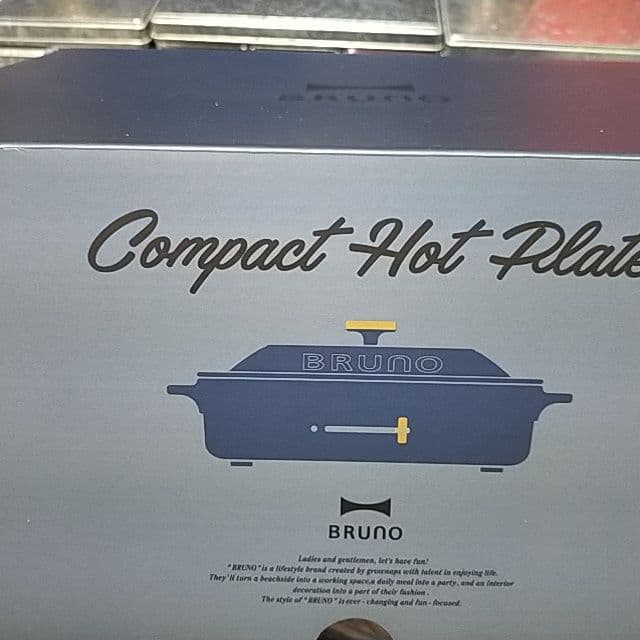 BRUNO
Compact Hot Plate
BRUNO
BRUNO
Ladies and gentlemen, let's have fun!
"BRUNO" is a lifestyle brand created by grownups with talent in enjoying life.
They'll turn a beachside into a working space,a daily meal into a party, and an interior
decoration into a part of their fashion.
The style of "BRUNO" is ever - changing and fun - focused.